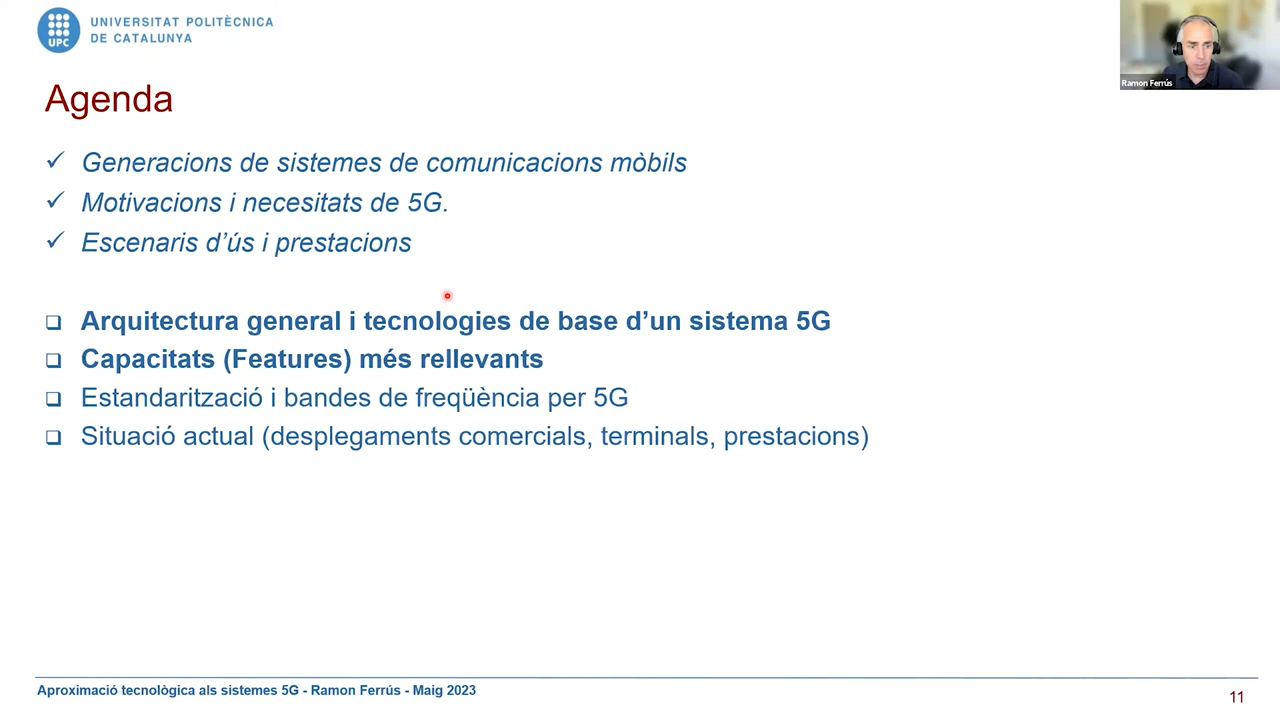 UNIVERSITAT POLITÈCNICA
DE CATALUNYA
UPC
Ramon Ferrús
Agenda
✓ Generacions de sistemes de comunicacions mòbils
✓ Motivacions i necesitats de 5G.
✓ Escenaris d’ús i prestacions
❑ Arquitectura general i tecnologies de base d’un sistema 5G
❑ Capacitats (Features) més rellevants
❑ Estandarització i bandes de freqüència per 5G
❑ Situació actual (desplegaments comercials, terminals, prestacions)
Aproximació tecnològica als sistemes 5G - Ramon Ferrús - Maig 2023
11